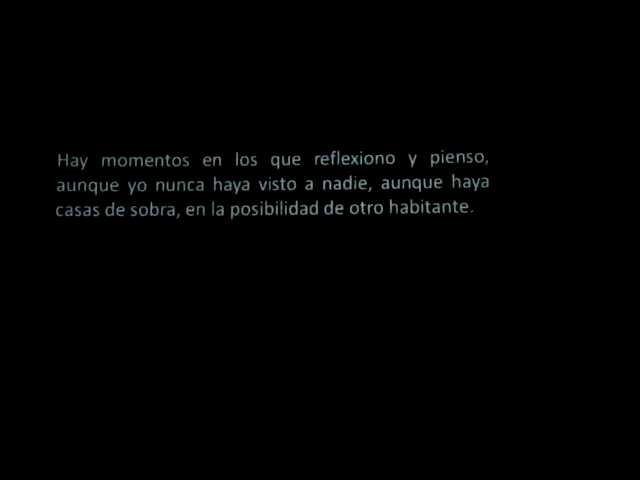 Hay momentos en los que reflexiono y pienso,
aunque yo nunca haya visto a nadie, aunque haya
casas de sobra, en la posibilidad de otro habitante.